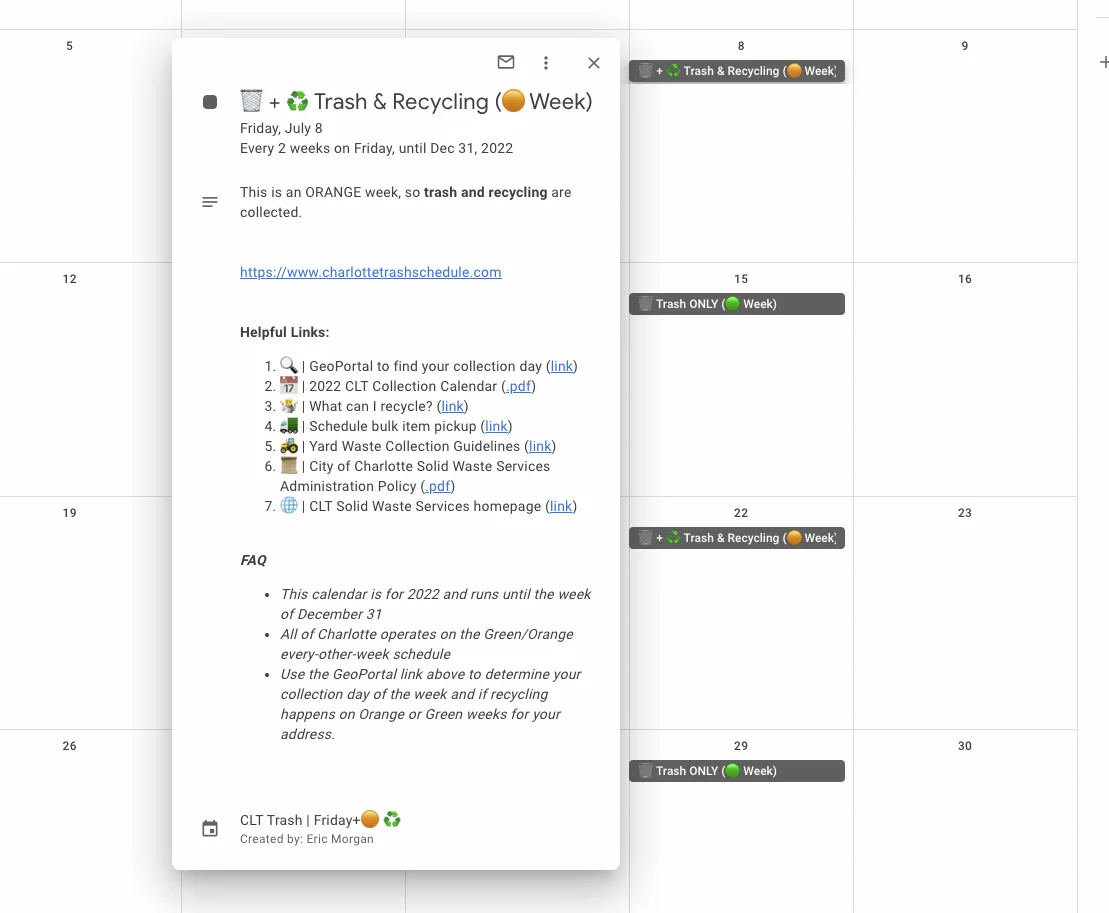 5
8
9
🗑️ + ♻️ Trash & Recycling (🟠 Week)
🗑️ + ♻️ Trash & Recycling (🟠 Week)
Friday, July 8
Every 2 weeks on Friday, until Dec 31, 2022
This is an ORANGE week, so trash and recycling are
collected.
https://www.charlottetrashschedule.com
Helpful Links:
1. 🔍 | GeoPortal to find your collection day (link)
2. 📅 | 2022 CLT Collection Calendar (.pdf)
3. 🤷 | What can I recycle? (link)
4. 🚛 | Schedule bulk item pickup (link)
5. 🚜 | Yard Waste Collection Guidelines (link)
6. 📜 | City of Charlotte Solid Waste Services
Administration Policy (.pdf)
7. 🌐 | CLT Solid Waste Services homepage (link)
FAQ
• This calendar is for 2022 and runs until the week
of December 31
• All of Charlotte operates on the Green/Orange
every-other-week schedule
• Use the GeoPortal link above to determine your
collection day of the week and if recycling
happens on Orange or Green weeks for your
address.
CLT Trash | Friday+🟠 ♻️
Created by: Eric Morgan
12
15
16
🗑️ Trash ONLY (🟢 Week)
19
22
23
🗑️ + ♻️ Trash & Recycling (🟠 Week)
26
29
30
🗑️ Trash ONLY (🟢 Week)